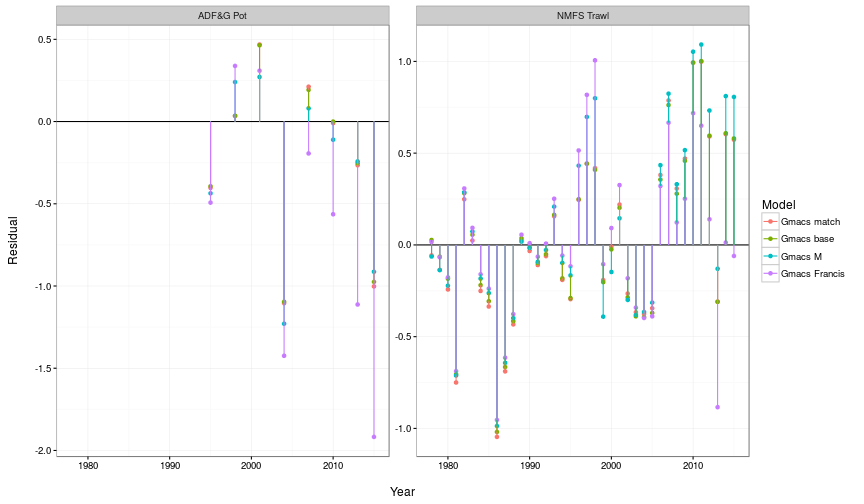 ADF&G Pot
NMFS Trawl
0.5
0.0
-0.5
-1.0
-1.5
-2.0
1.0
0.5
0.0
-0.5
-1.0
1980
1990
2000
2010
1980
1990
2000
2010
Residual
Year
Model
Gmacs match
Gmacs base
Gmacs M
Gmacs Francis